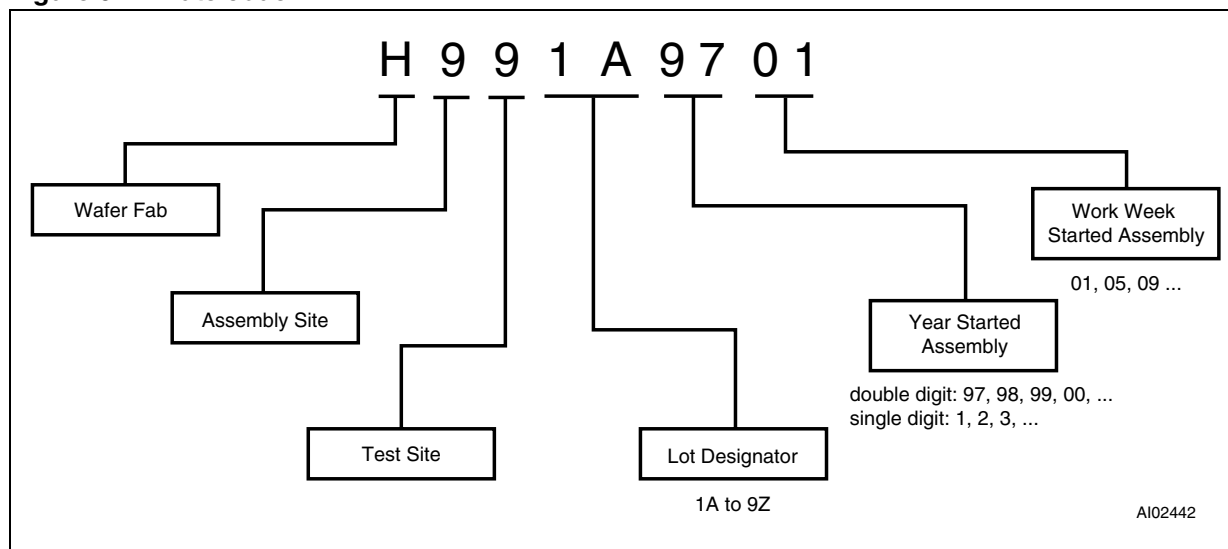 H 9 9 1 A 9 7 0 1
Wafer Fab
Assembly Site
Test Site
Lot Designator
1A to 9Z
Year Started
Assembly
double digit: 97, 98, 99, 00, ...
single digit: 1, 2, 3, ...
Work Week
Started Assembly
01, 05, 09 ...
AI02442